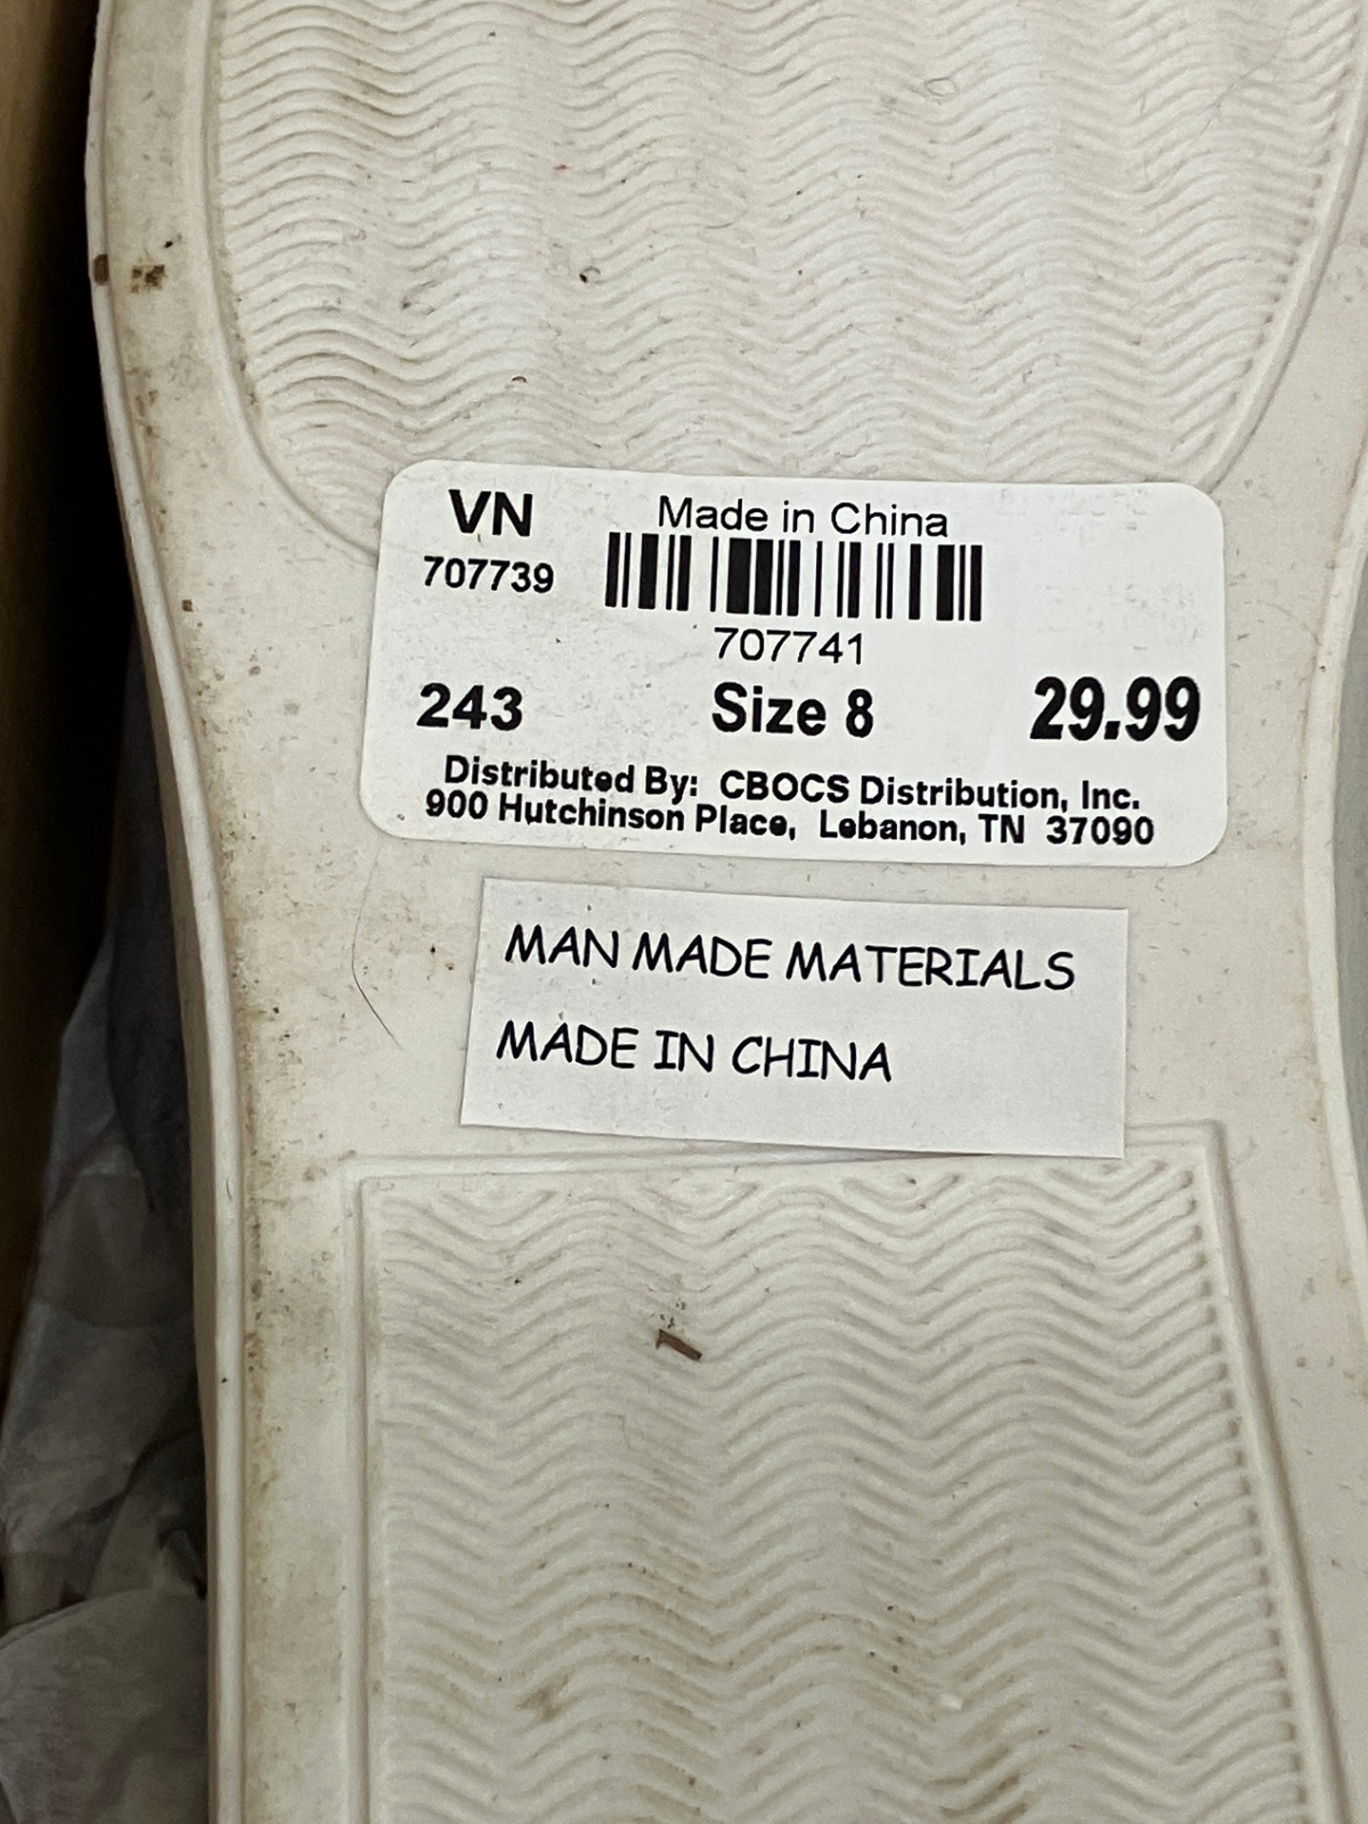 VN Made in China
707739
707741
243 Size 8 29.99
Distributed By: CBOCS Distribution, Inc.
900 Hutchinson Place, Lebanon, TN 37090
MAN MADE MATERIALS
MADE IN CHINA